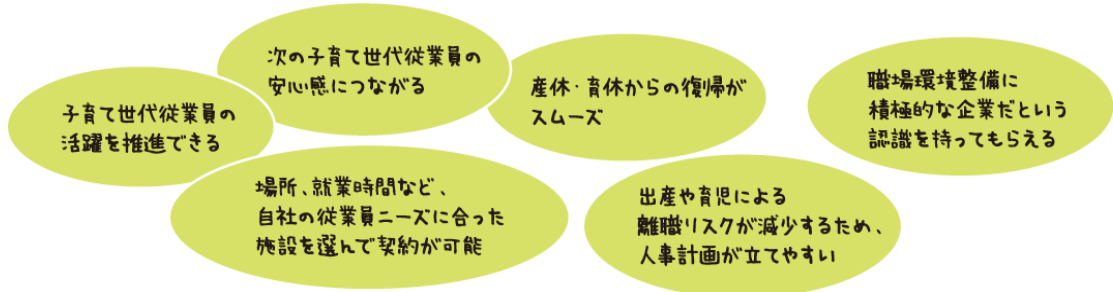 子育て世代従業員の
活躍を推進できる
次の子育て世代従業員の
安心感につながる
産休・育休からの復帰が
スムーズ
職場環境整備に
積極的な企業だという
認識を持ってもらえる
場所、就業時間など、
自社の従業員ニーズに合った
施設を選んで契約が可能
出産や育児による
離職リスクが減少するため、
人事計画が立てやすい